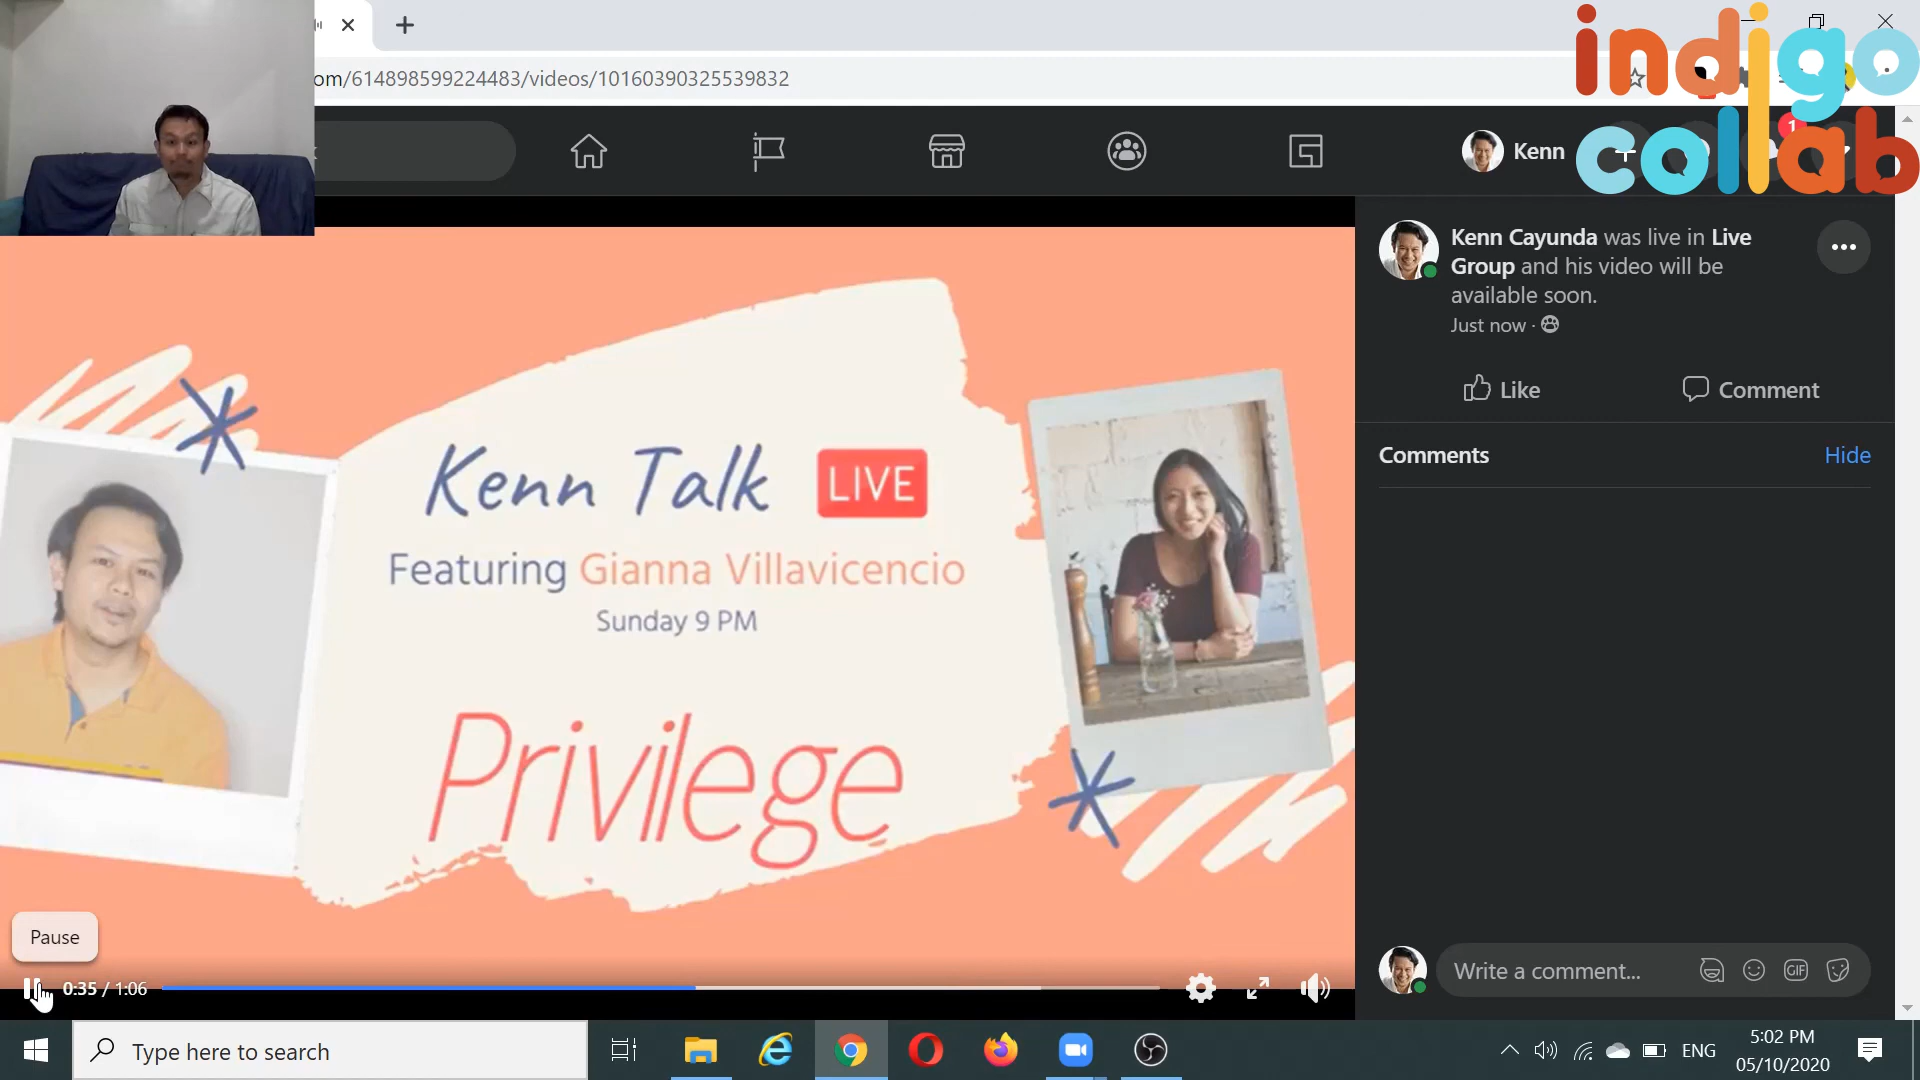 om/614898599224483/videos/10160390325539832
indigo
collab
Kenn
1
Kenn Cayunda was live in Live
Group and his video will be
available soon.
Just now ·
Like
Comment
Comments
Hide
Kenn Talk LIVE
Featuring Gianna Villavicencio
Sunday 9 PM
Privilege
Pause
0:35 / 1:06
Write a comment...
GIF
Type here to search
ENG
5:02 PM
05/10/2020